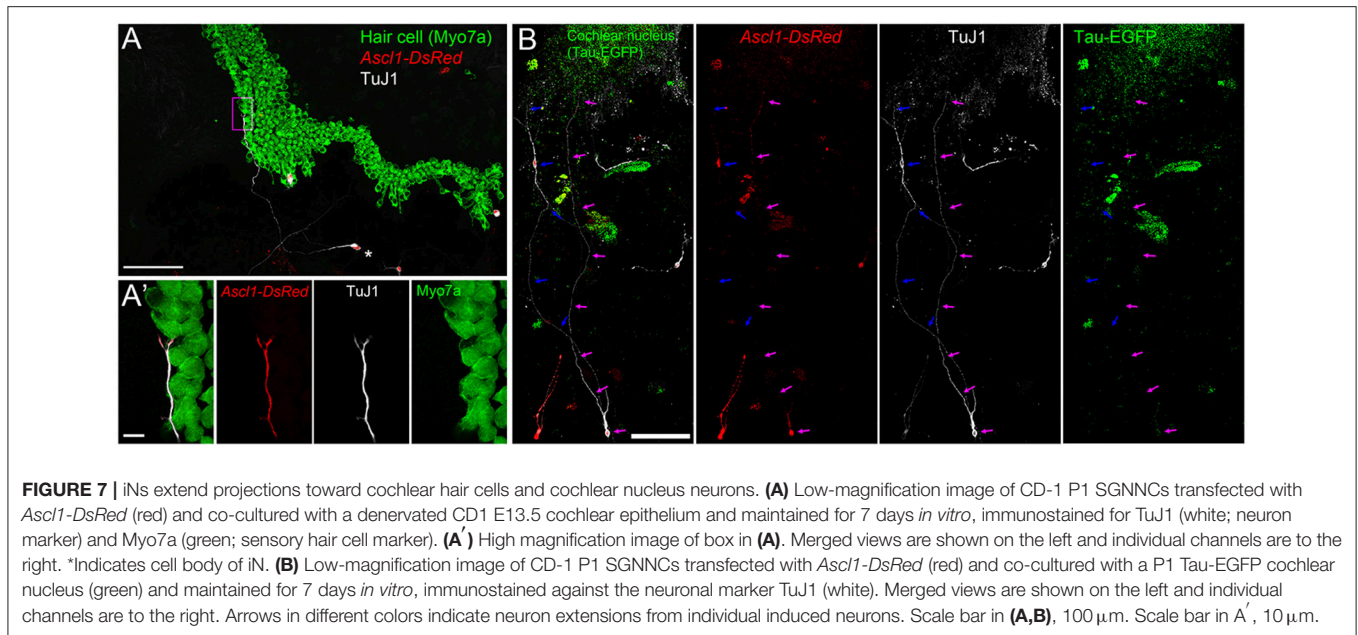 A
Hair cell (Myo7a)
Ascl1-DsRed
TuJ1
*
A'
Ascl1-DsRed
TuJ1
Myo7a
B
Cochlear nucleus
(Tau-EGFP)
Ascl1-DsRed
TuJ1
Tau-EGFP
FIGURE 7 | iNs extend projections toward cochlear hair cells and cochlear nucleus neurons. (A) Low-magnification image of CD-1 P1 SGNNCs transfected with
Ascl1-DsRed (red) and co-cultured with a denervated CD1 E13.5 cochlear epithelium and maintained for 7 days in vitro, immunostained for TuJ1 (white; neuron
marker) and Myo7a (green; sensory hair cell marker). (A′) High magnification image of box in (A). Merged views are shown on the left and individual channels are to the
right. *Indicates cell body of iN. (B) Low-magnification image of CD-1 P1 SGNNCs transfected with Ascl1-DsRed (red) and co-cultured with a P1 Tau-EGFP cochlear
nucleus (green) and maintained for 7 days in vitro, immunostained against the neuronal marker TuJ1 (white). Merged views are shown on the left and individual
channels are to the right. Arrows in different colors indicate neuron extensions from individual induced neurons. Scale bar in (A,B), 100 μm. Scale bar in A′, 10 μm.